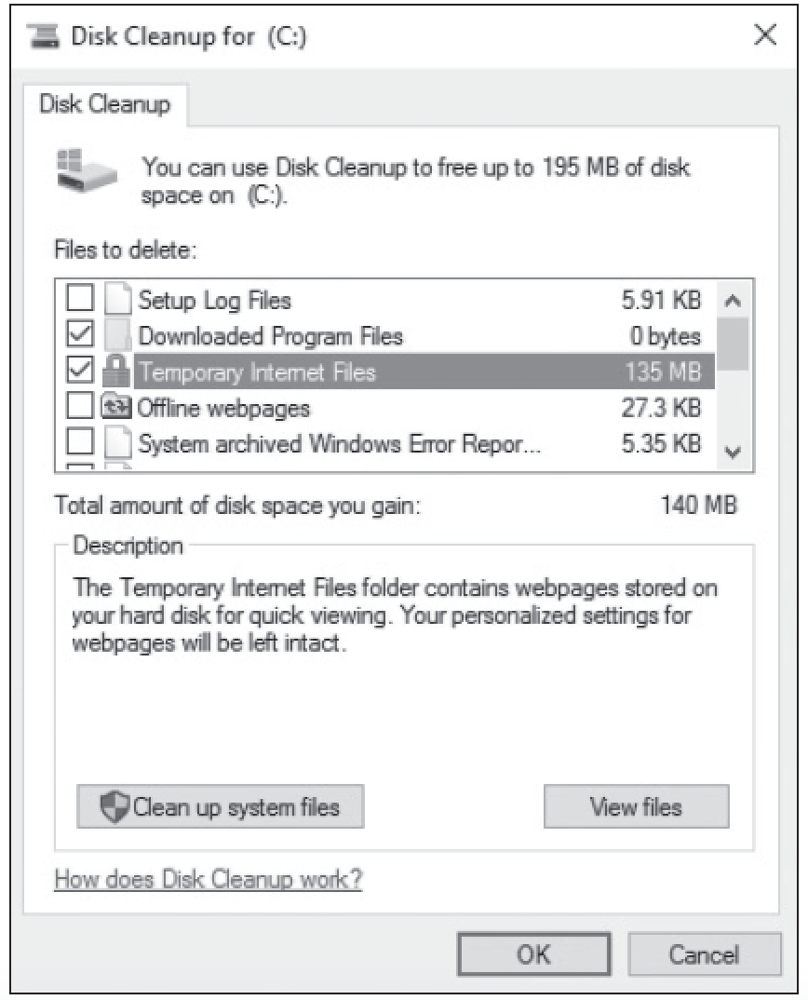 Disk Cleanup for (C:)
Disk Cleanup
You can use Disk Cleanup to free up to 195 MB of disk
space on (C:).
Files to delete:
Setup Log Files 5.91 KB
Downloaded Program Files 0 bytes
Temporary Internet Files 135 MB
Offline webpages 27.3 KB
System archived Windows Error Repor... 5.35 KB
Total amount of disk space you gain: 140 MB
Description
The Temporary Internet Files folder contains webpages stored on
your hard disk for quick viewing. Your personalized settings for
webpages will be left intact.
Clean up system files View files
How does Disk Cleanup work?
OK Cancel